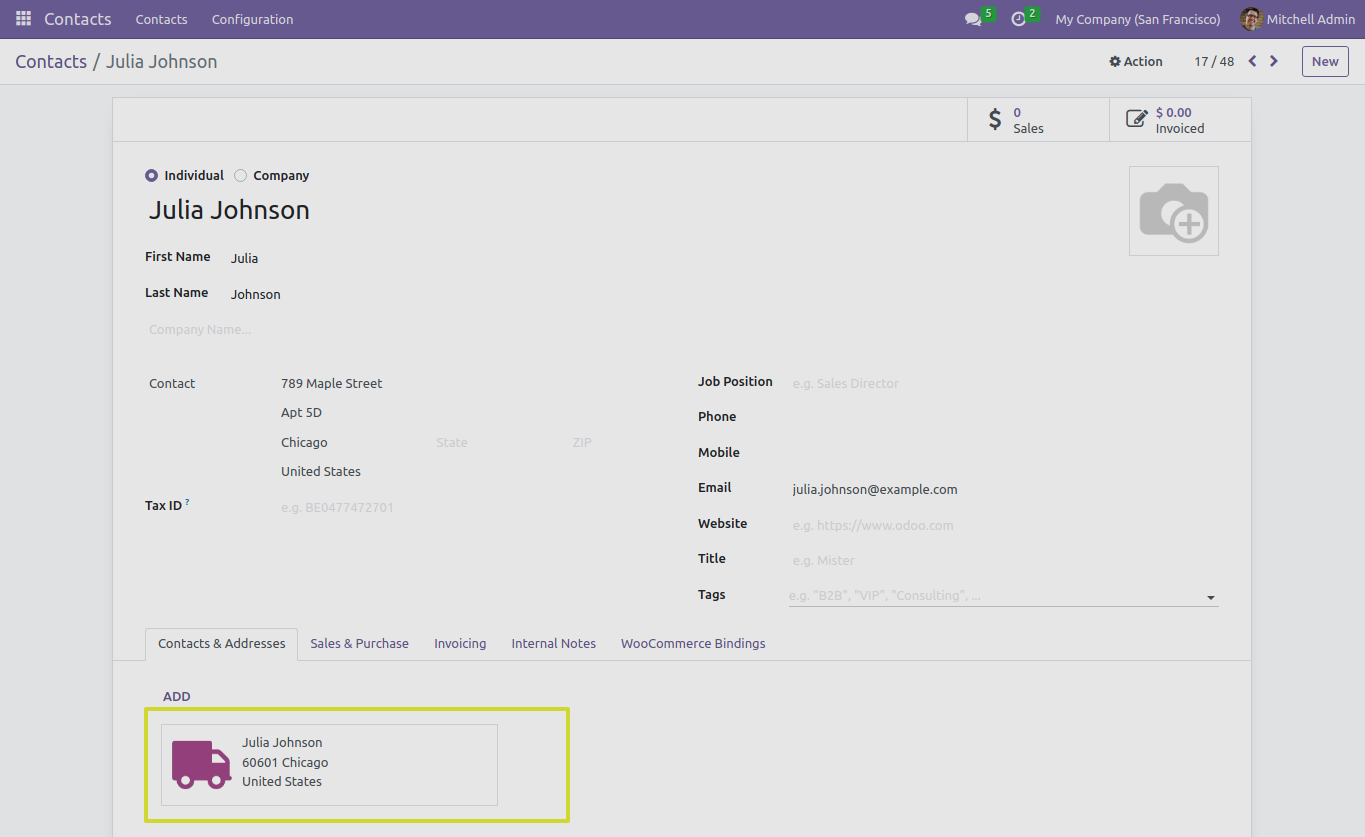 Contacts Contacts Configuration 5 2 My Company (San Francisco) Mitchell Admin
Contacts / Julia Johnson Action 17 / 48 New
0
Sales
$ 0.00
Invoiced
Individual Company
Julia Johnson
First Name Julia
Last Name Johnson
Company Name...
Contact 789 Maple Street
Apt 5D
Chicago State ZIP
United States
Tax ID ? e.g. BE0477472701
Job Position e.g. Sales Director
Phone
Mobile
Email julia.johnson@example.com
Website e.g. https://www.odoo.com
Title e.g. Mister
Tags e.g. "B2B", "VIP", "Consulting", ...
Contacts & Addresses Sales & Purchase Invoicing Internal Notes WooCommerce Bindings
ADD
Julia Johnson
60601 Chicago
United States